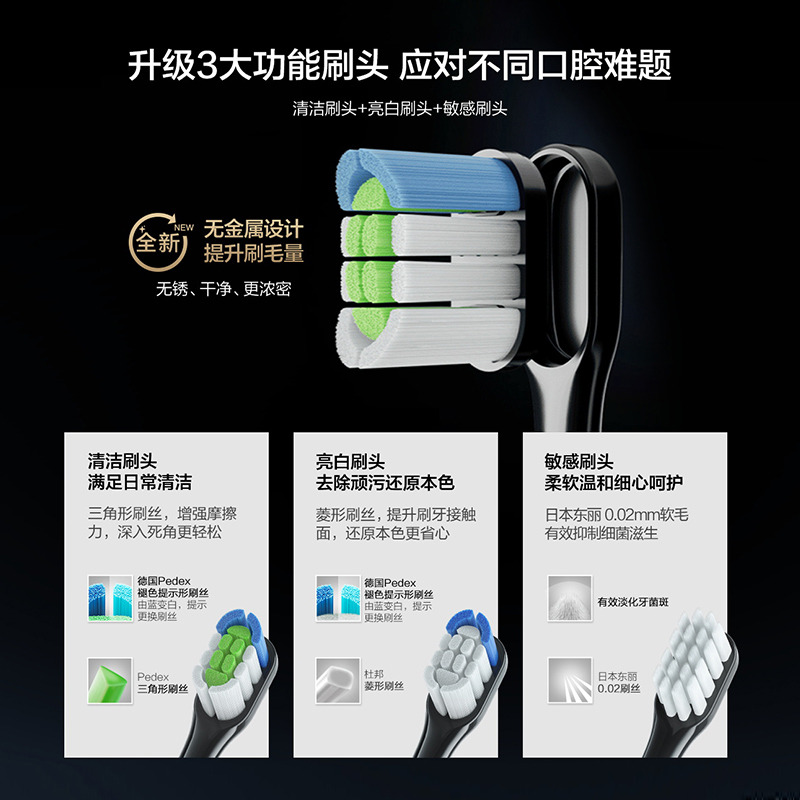 升级3大功能刷头 应对不同口腔难题
清洁刷头+亮白刷头+敏感刷头
全新
NEW
无金属设计
提升刷毛量
无锈、干净、更浓密
清洁刷头
满足日常清洁
三角形刷丝，增强摩擦
力，深入死角更轻松
德国Pedex
褪色提示形刷丝
由蓝变白，提示
更换刷丝
Pedex
三角形刷丝
亮白刷头
去除顽污还原本色
菱形刷丝，提升刷牙接触
面，还原本色更省心
德国Pedex
褪色提示形刷丝
由蓝变白，提示
更换刷丝
杜邦
菱形刷丝
敏感刷头
柔软温和细心呵护
日本东丽 0.02mm软毛
有效抑制细菌滋生
有效淡化牙菌斑
日本东丽
0.02刷丝